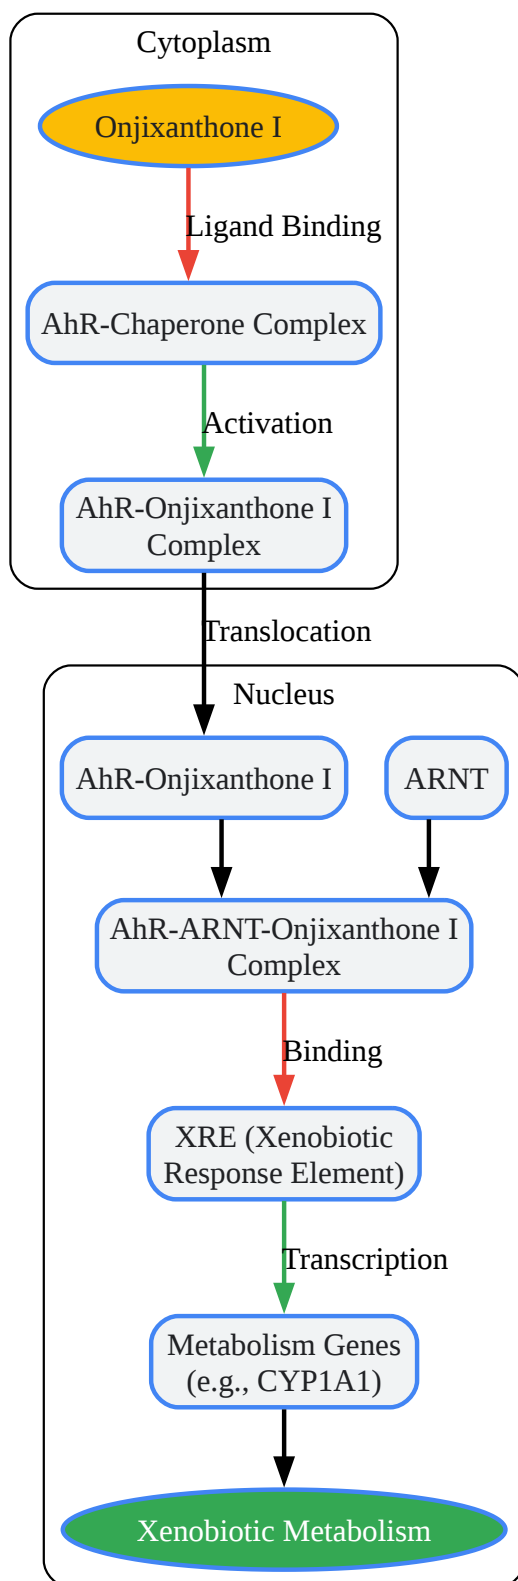 Cytoplasm
Onjixanthone I
Ligand Binding
AhR-Chaperone Complex
Activation
AhR-Onjixanthone I
Complex
Translocation
Nucleus
AhR-Onjixanthone I
ARNT
AhR-ARNT-Onjixanthone I
Complex
Binding
XRE (Xenobiotic
Response Element)
Transcription
Metabolism Genes
(e.g., CYP1A1)
Xenobiotic Metabolism